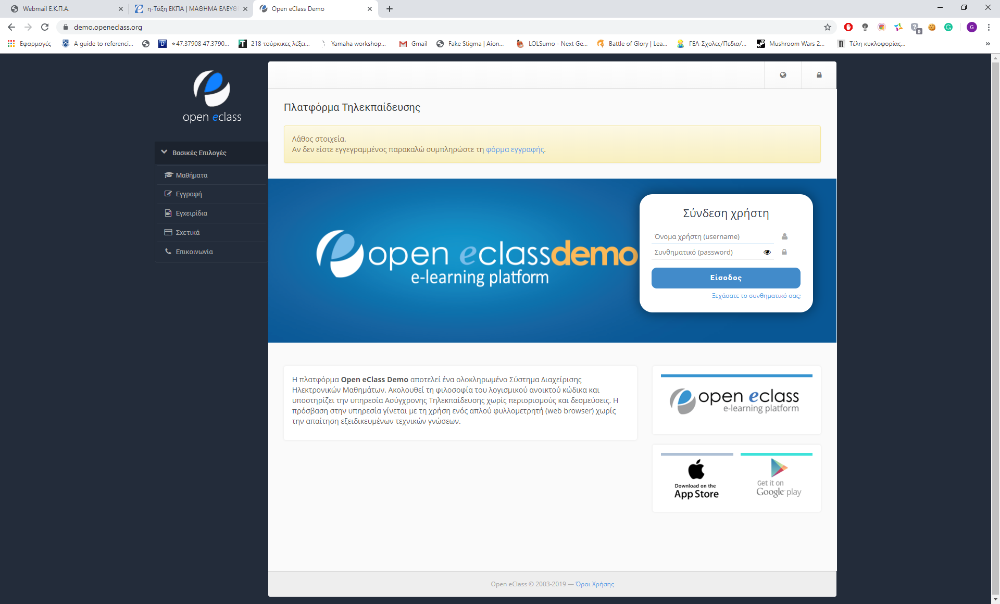 Webmail Ε.Κ.Π.Α.
η-Τάξη ΕΚΠΑ | ΜΑΘΗΜΑ ΕΛΕΥΘ
Open eClass Demo
demo.openeclass.org
Εφαρμογές
A guide to referenci...
★47.37908 47.3790...
218 τούρκικες λέξει...
Yamaha workshop...
Gmail
Fake Stigma | Aion...
LOLSumo - Next Ge...
Battle of Glory | Lea...
ΓΕΛ-Σχολες/Πεδια/...
Mushroom Wars 2...
Τέλη κυκλοφορίας...
open eclass
Βασικές Επιλογές
Μαθήματα
Εγγραφή
Εγχειρίδια
Σχετικά
Επικοινωνία
Πλατφόρμα Τηλεκπαίδευσης
Λάθος στοιχεία.
Αν δεν είστε εγγεγραμμένος παρακαλώ συμπληρώστε τη φόρμα εγγραφής.
open eclassdemo
e-learning platform
Σύνδεση χρήστη
Όνομα χρήστη (username)
Συνθηματικό (password)
Είσοδος
Ξεχάσατε το συνθηματικό σας;
Η πλατφόρμα Open eClass Demo αποτελεί ένα ολοκληρωμένο Σύστημα Διαχείρισης
Ηλεκτρονικών Μαθημάτων. Ακολουθεί τη φιλοσοφία του λογισμικού ανοικτού κώδικα και
υποστηρίζει την υπηρεσία Ασύγχρονης Τηλεκπαίδευσης χωρίς περιορισμούς και δεσμεύσεις. Η
πρόσβαση στην υπηρεσία γίνεται με τη χρήση ενός απλού φυλλομετρητή (web browser) χωρίς
την απαίτηση εξειδικευμένων τεχνικών γνώσεων.
open eclass
e-learning platform
Download on the
App Store
Get it on
Google play
Open eClass © 2003-2019 — Όροι Χρήσης